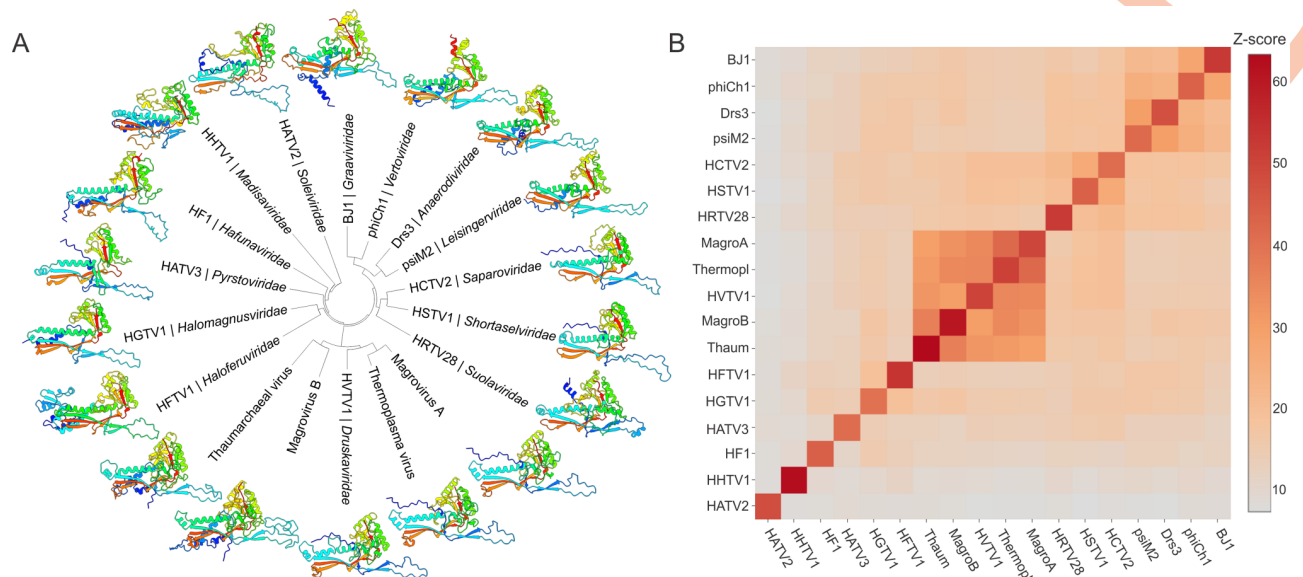 A
HATV2 | Soleiviridae
BJ1 | Graaviviridae
phiCh1 | Vertoviridae
Drs3 | Anaerodiviridae
psiM2 | Leisingerviridae
HCTV2 | Saparoviridae
HSTV1 | Shortaselviridae
HRTV28 | Suolaviridae
Magrovirus A
Thermoplasma virus
HVTV1 | Druskaviridae
Magrovirus B
Thaumarchaeal virus
HFTV1 | Haloferuviridae
HGTV1 | Halomagnusviridae
HATV3 | Pyrstoviridae
HF1 | Hafunaviridae
HHTV1 | Madisaviridae
B
Z-score
60
50
40
30
20
10
BJ1
phiCh1
Drs3
psiM2
HCTV2
HSTV1
HRTV28
MagroA
Thermopl
HVTV1
MagroB
Thaum
HFTV1
HGTV1
HATV3
HF1
HHTV1
HATV2
HATV2
HHTV1
HF1
HATV3
HGTV1
HFTV1
Thaum
MagroB
HVTV1
Thermopl
MagroA
HRTV28
HSTV1
HCTV2
psiM2
Drs3
phiCh1
BJ1